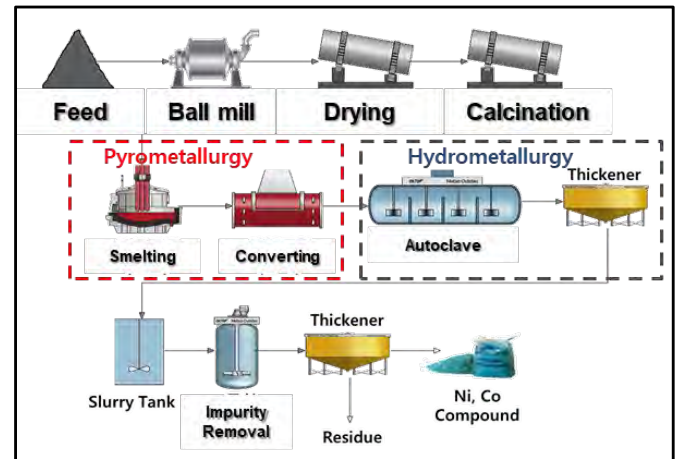 Feed
Ball mill
Drying
Calcination
Pyrometallurgy
Hydrometallurgy
Smelting
Converting
Autoclave
Thickener
Slurry Tank
Impurity
Removal
Thickener
Residue
Ni, Co
Compound